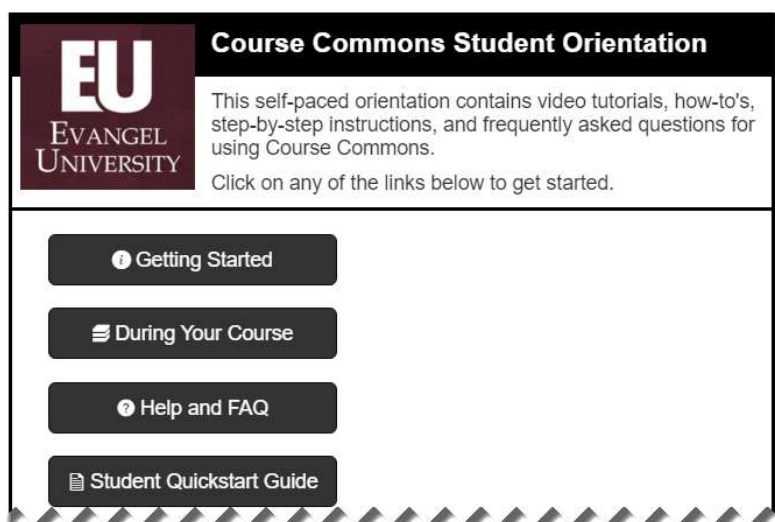 EU
EVANGEL
UNIVERSITY
Course Commons Student Orientation
This self-paced orientation contains video tutorials, how-to's,
step-by-step instructions, and frequently asked questions for
using Course Commons.
Click on any of the links below to get started.
Getting Started
During Your Course
Help and FAQ
Student Quickstart Guide